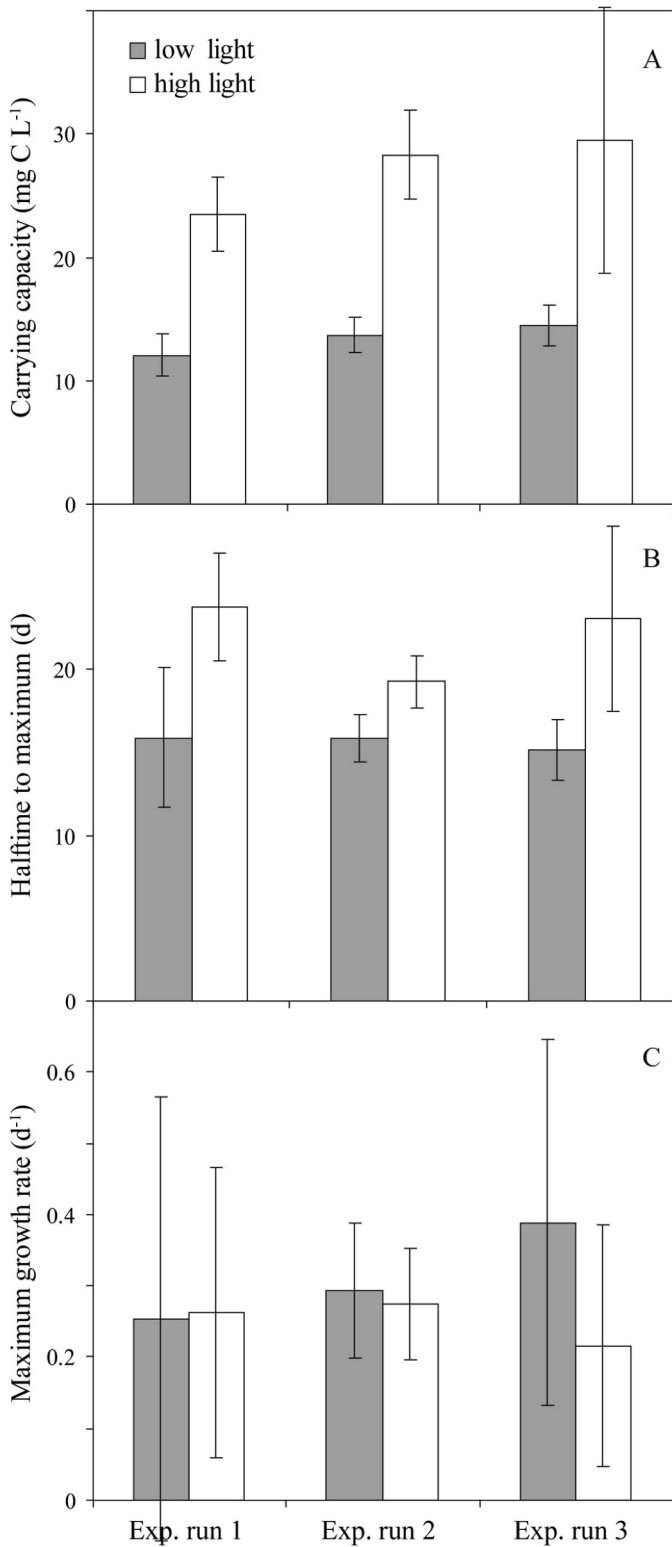 low light
high light
A
Carrying capacity (mg C L⁻¹)
30
20
10
0
B
Halftime to maximum (d)
20
10
0
C
Maximum growth rate (d⁻¹)
0.6
0.4
0.2
0
Exp. run 1 Exp. run 2 Exp. run 3